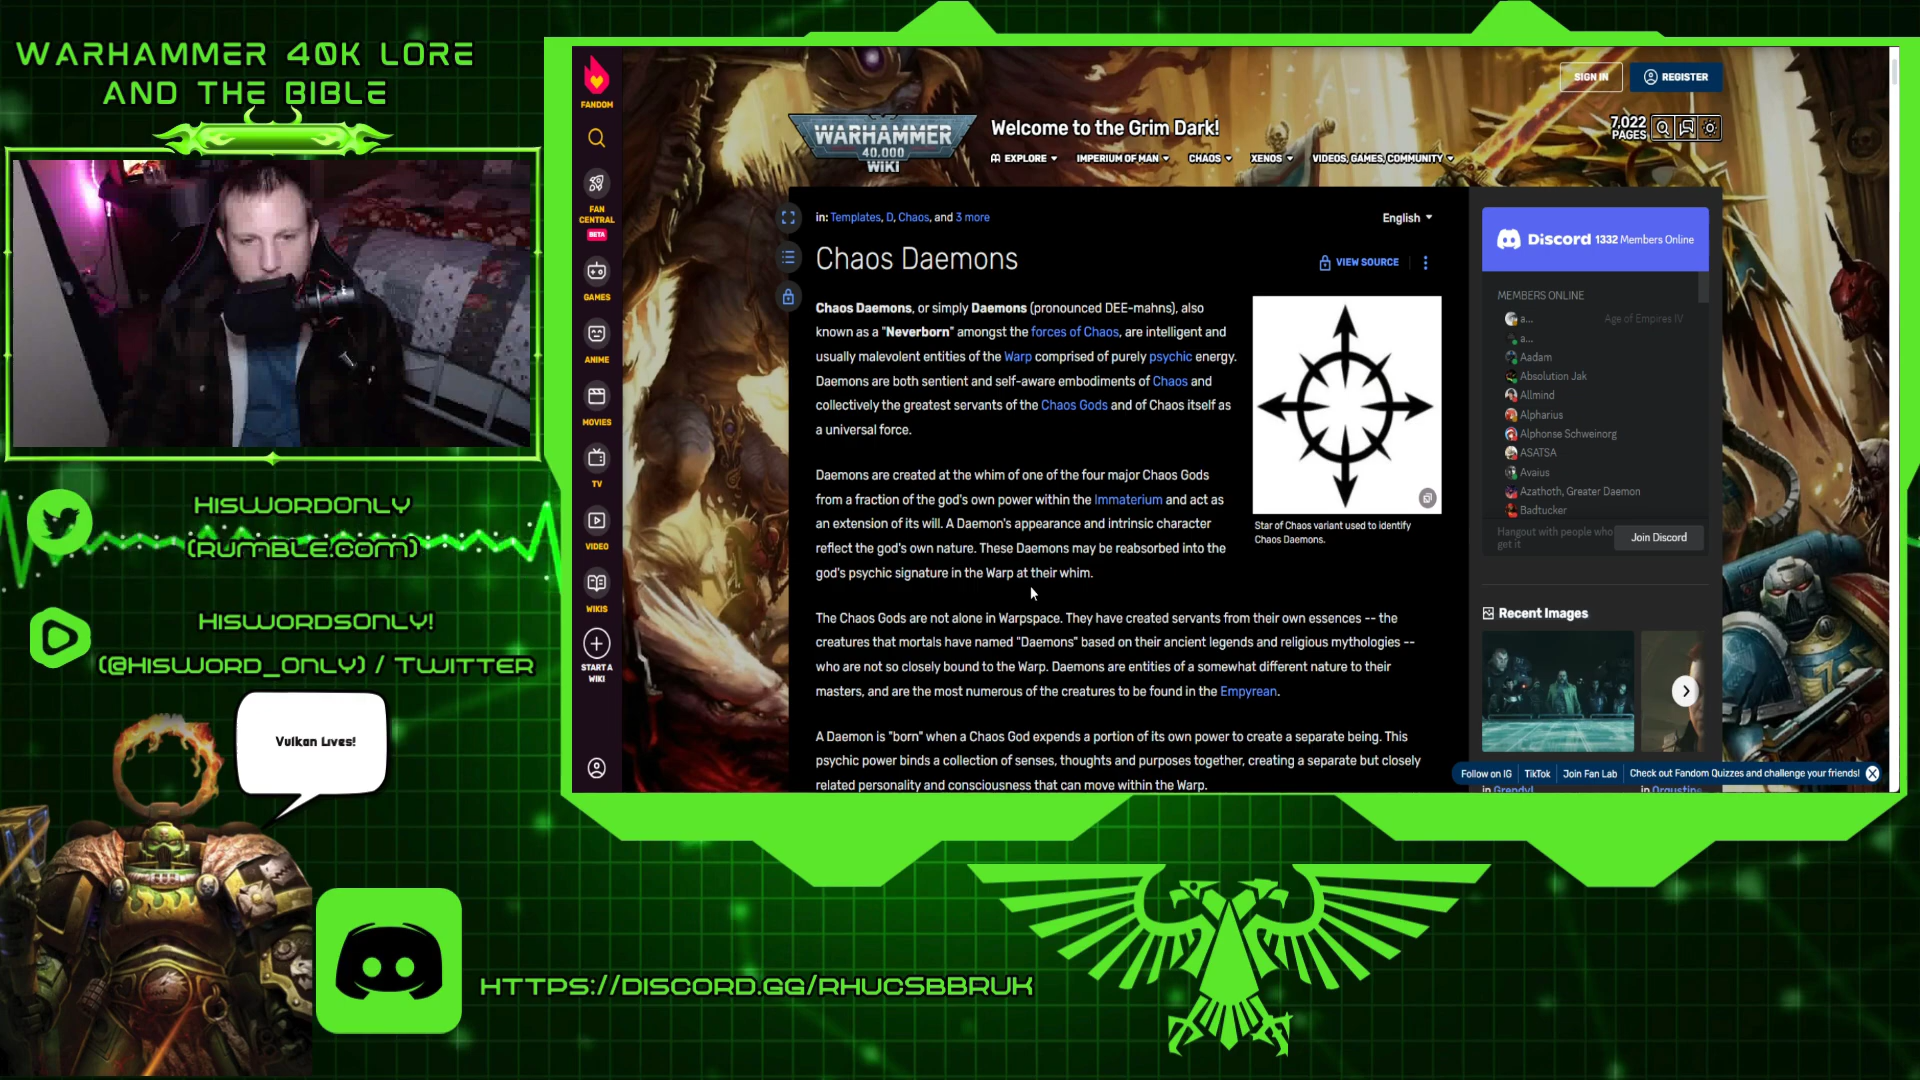 WARHAMMER 40K LORE
AND THE BIBLE
HISWORDONLY
(RUMBLE.COM)
HISWORDSONLY!
(@HISWORD_ONLY) / TWITTER
Vulkan Lives!
HTTPS://DISCORD.GG/RHUCSBBRUK
FANDOM
FAN
CENTRAL
BETA
GAMES
ANIME
MOVIES
TV
VIDEO
WIKIS
START A
WIKI
WARHAMMER
40,000
WIKI
Welcome to the Grim Dark!
EXPLORE
IMPERIUM OF MAN
CHAOS
XENOS
VIDEOS, GAMES, COMMUNITY
SIGN IN
REGISTER
7,022
PAGES
in: Templates, D, Chaos, and 3 more
English
Chaos Daemons
VIEW SOURCE
Chaos Daemons, or simply Daemons (pronounced DEE-mahns), also
known as a "Neverborn" amongst the forces of Chaos, are intelligent and
usually malevolent entities of the Warp comprised of purely psychic energy.
Daemons are both sentient and self-aware embodiments of Chaos and
collectively the greatest servants of the Chaos Gods and of Chaos itself as
a universal force.
Star of Chaos variant used to identify
Chaos Daemons.
Daemons are created at the whim of one of the four major Chaos Gods
from a fraction of the god's own power within the Immaterium and act as
an extension of its will. A Daemon's appearance and intrinsic character
reflect the god's own nature. These Daemons may be reabsorbed into the
god's psychic signature in the Warp at their whim.
The Chaos Gods are not alone in Warpspace. They have created servants from their own essences -- the
creatures that mortals have named "Daemons" based on their ancient legends and religious mythologies --
who are not so closely bound to the Warp. Daemons are entities of a somewhat different nature to their
masters, and are the most numerous of the creatures to be found in the Empyrean.
A Daemon is "born" when a Chaos God expends a portion of its own power to create a separate being. This
psychic power binds a collection of senses, thoughts and purposes together, creating a separate but closely
related personality and consciousness that can move within the Warp.
Discord 1332 Members Online
MEMBERS ONLINE
a... Age of Empires IV
a...
Aadam
Absolution Jak
Allmind
Alpharius
Alphonse Schweinorg
ASATSA
Avaius
Azathoth, Greater Daemon
Badtucker
Hangout with people who
get it
Join Discord
Recent Images
Follow on IG
TikTok
Join Fan Lab
Check out Fandom Quizzes and challenge your friends!